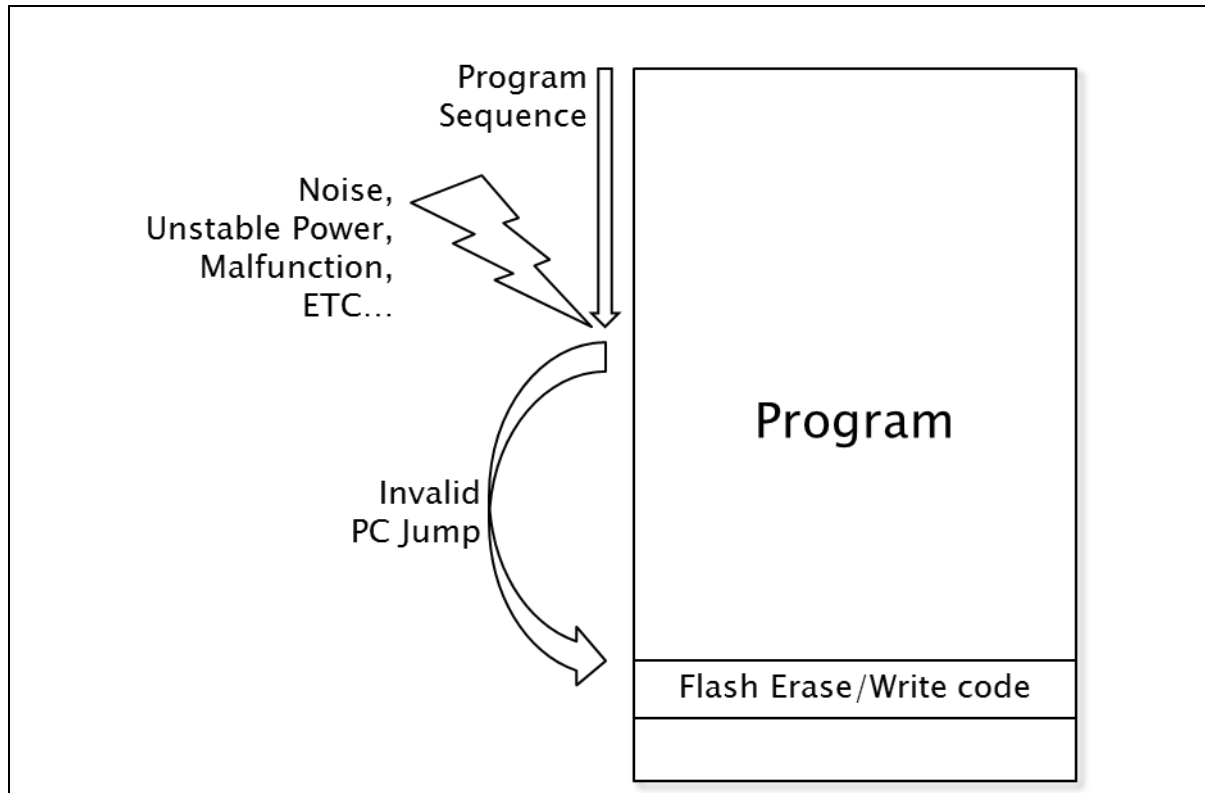 Program
Sequence
Noise,
Unstable Power,
Malfunction,
ETC...
Program
Invalid
PC Jump
Flash Erase/Write code